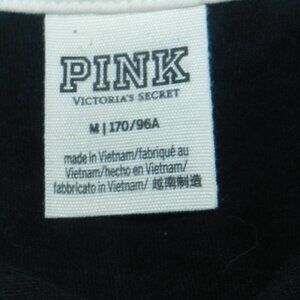 PINK
VICTORIA'S SECRET
M | 170/96A
made in Vietnam/fabriqué au
Vietnam/hecho en Vietnam/
fabbricato in Vietnam/ 越南制造